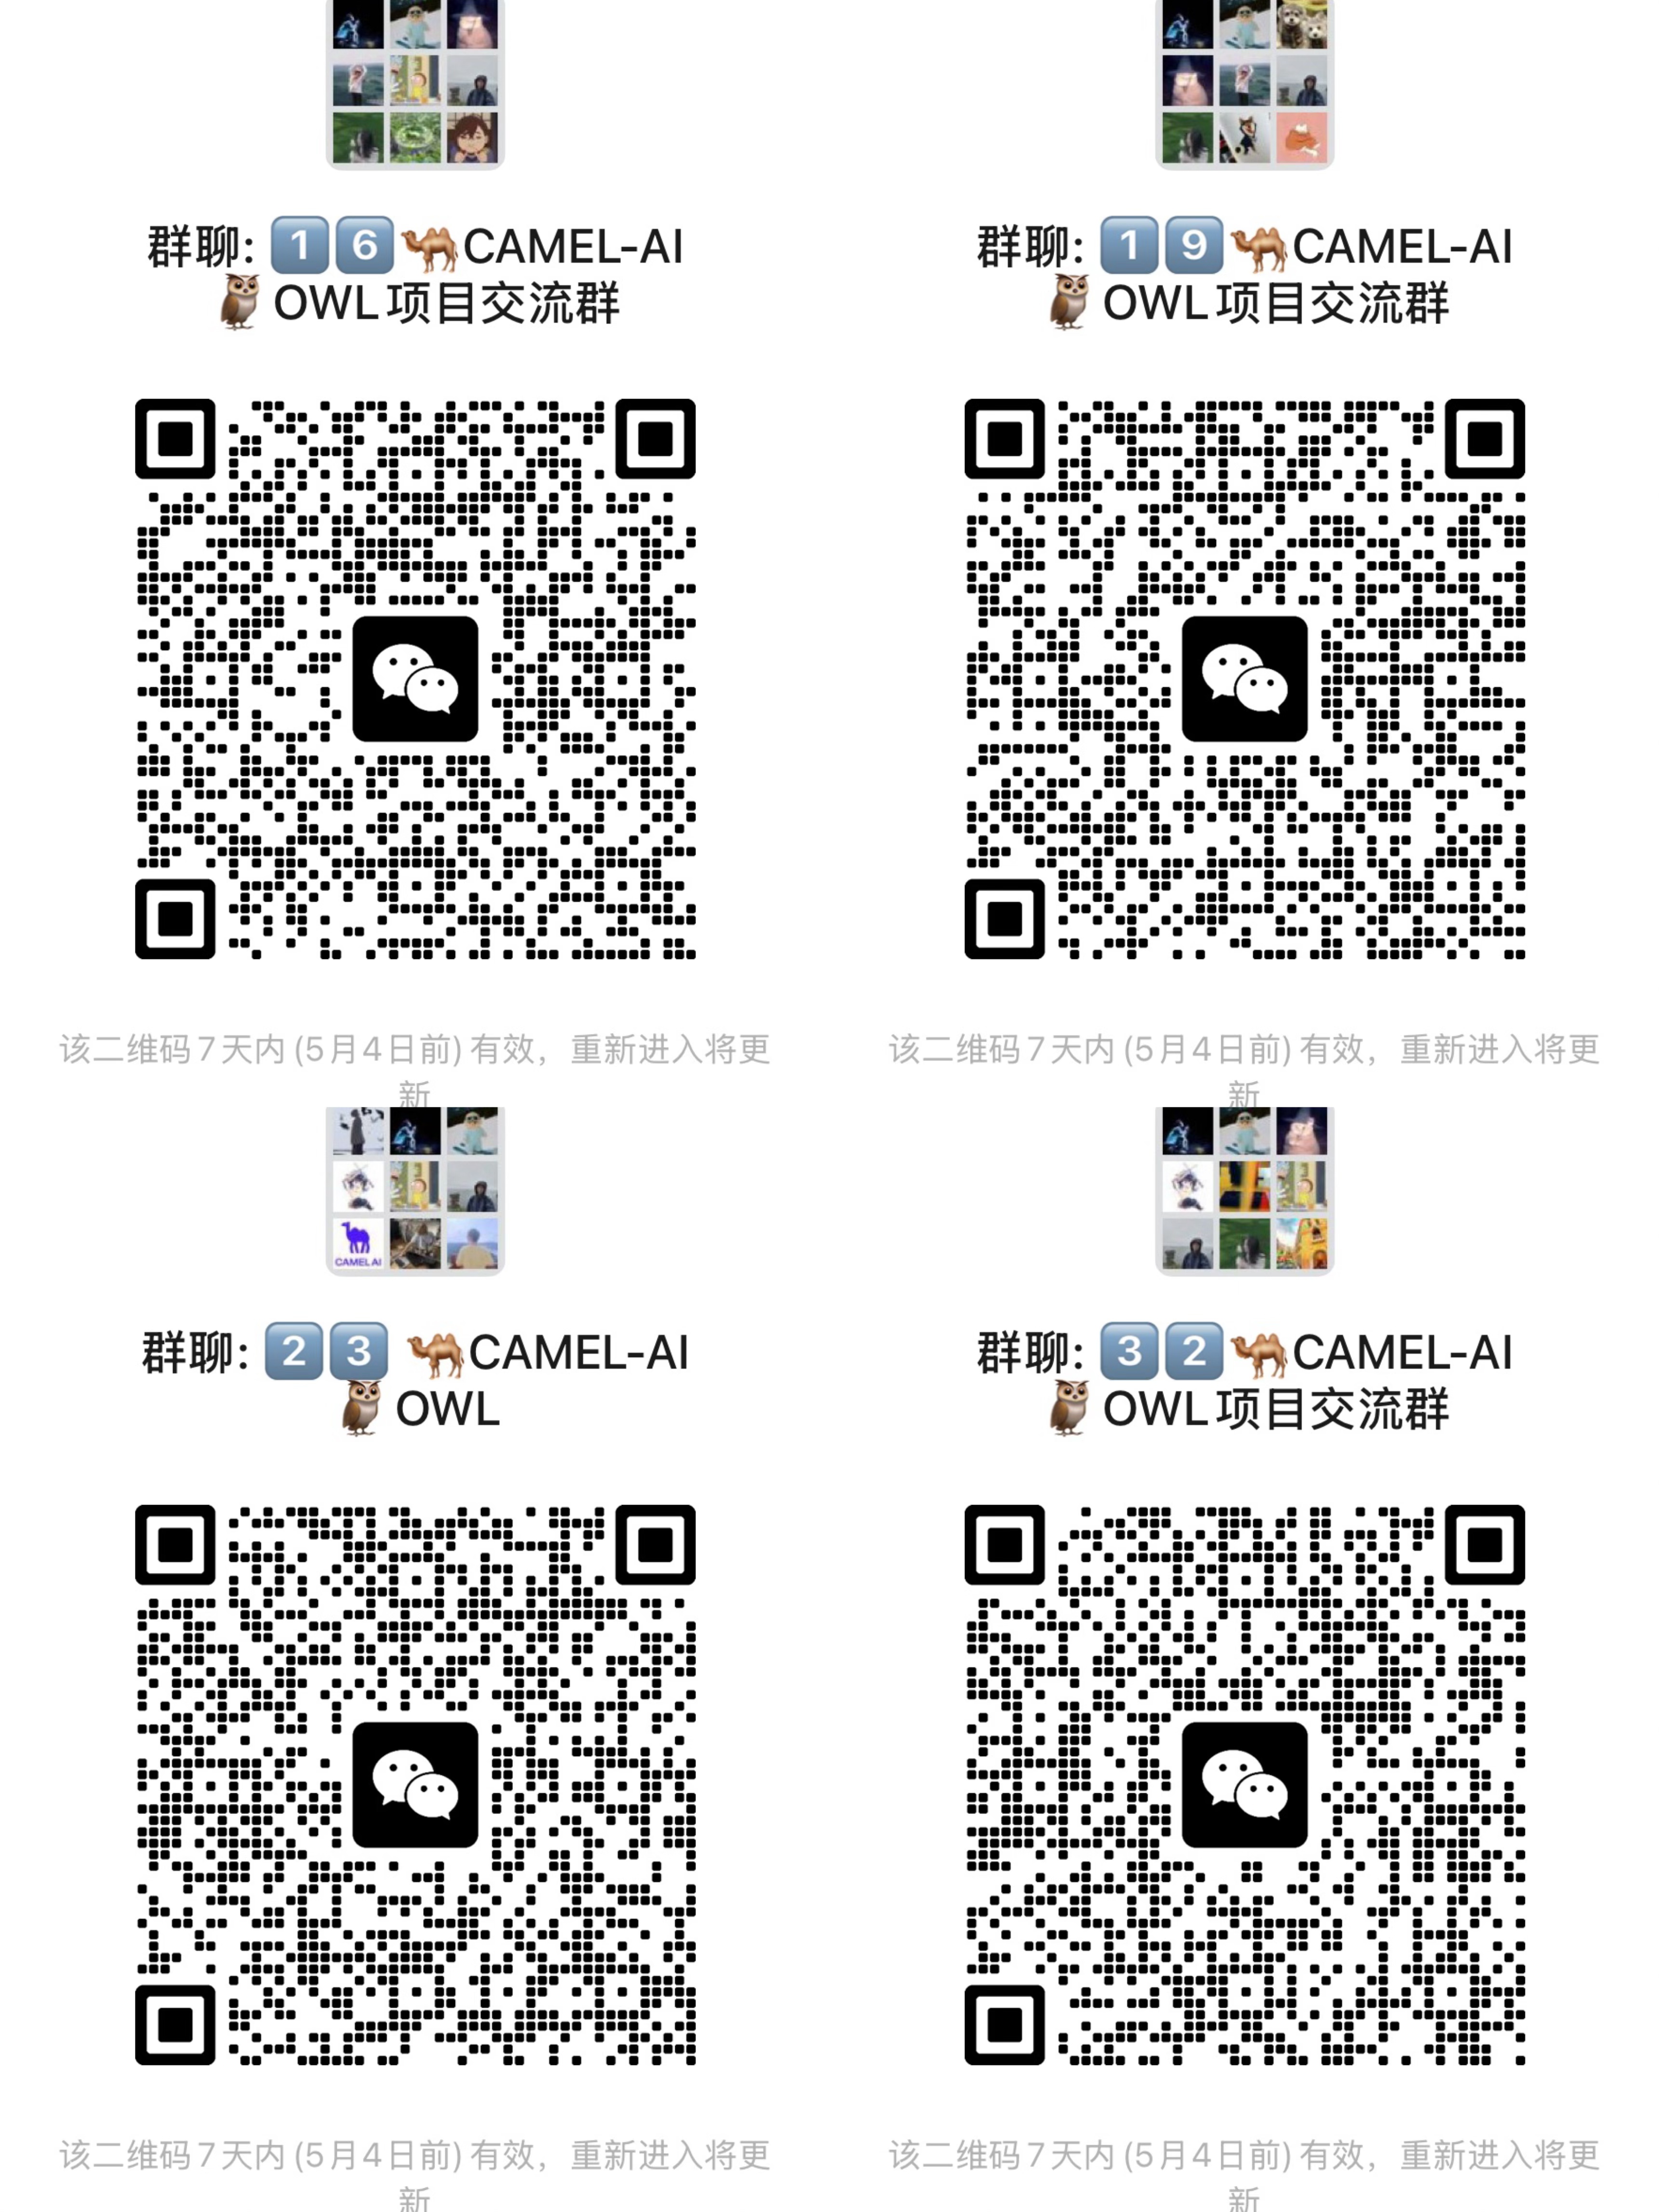 群聊: 1️⃣6️⃣🐫CAMEL-AI
🦉OWL项目交流群
该二维码7天内(5月4日前)有效，重新进入将更
新
群聊: 1️⃣9️⃣🐫CAMEL-AI
🦉OWL项目交流群
该二维码7天内(5月4日前)有效，重新进入将更
新
CAMEL AI
群聊: 2️⃣3️⃣ 🐫CAMEL-AI
🦉OWL
该二维码7天内(5月4日前)有效，重新进入将更
新
群聊: 3️⃣2️⃣🐫CAMEL-AI
🦉OWL项目交流群
该二维码7天内(5月4日前)有效，重新进入将更
新